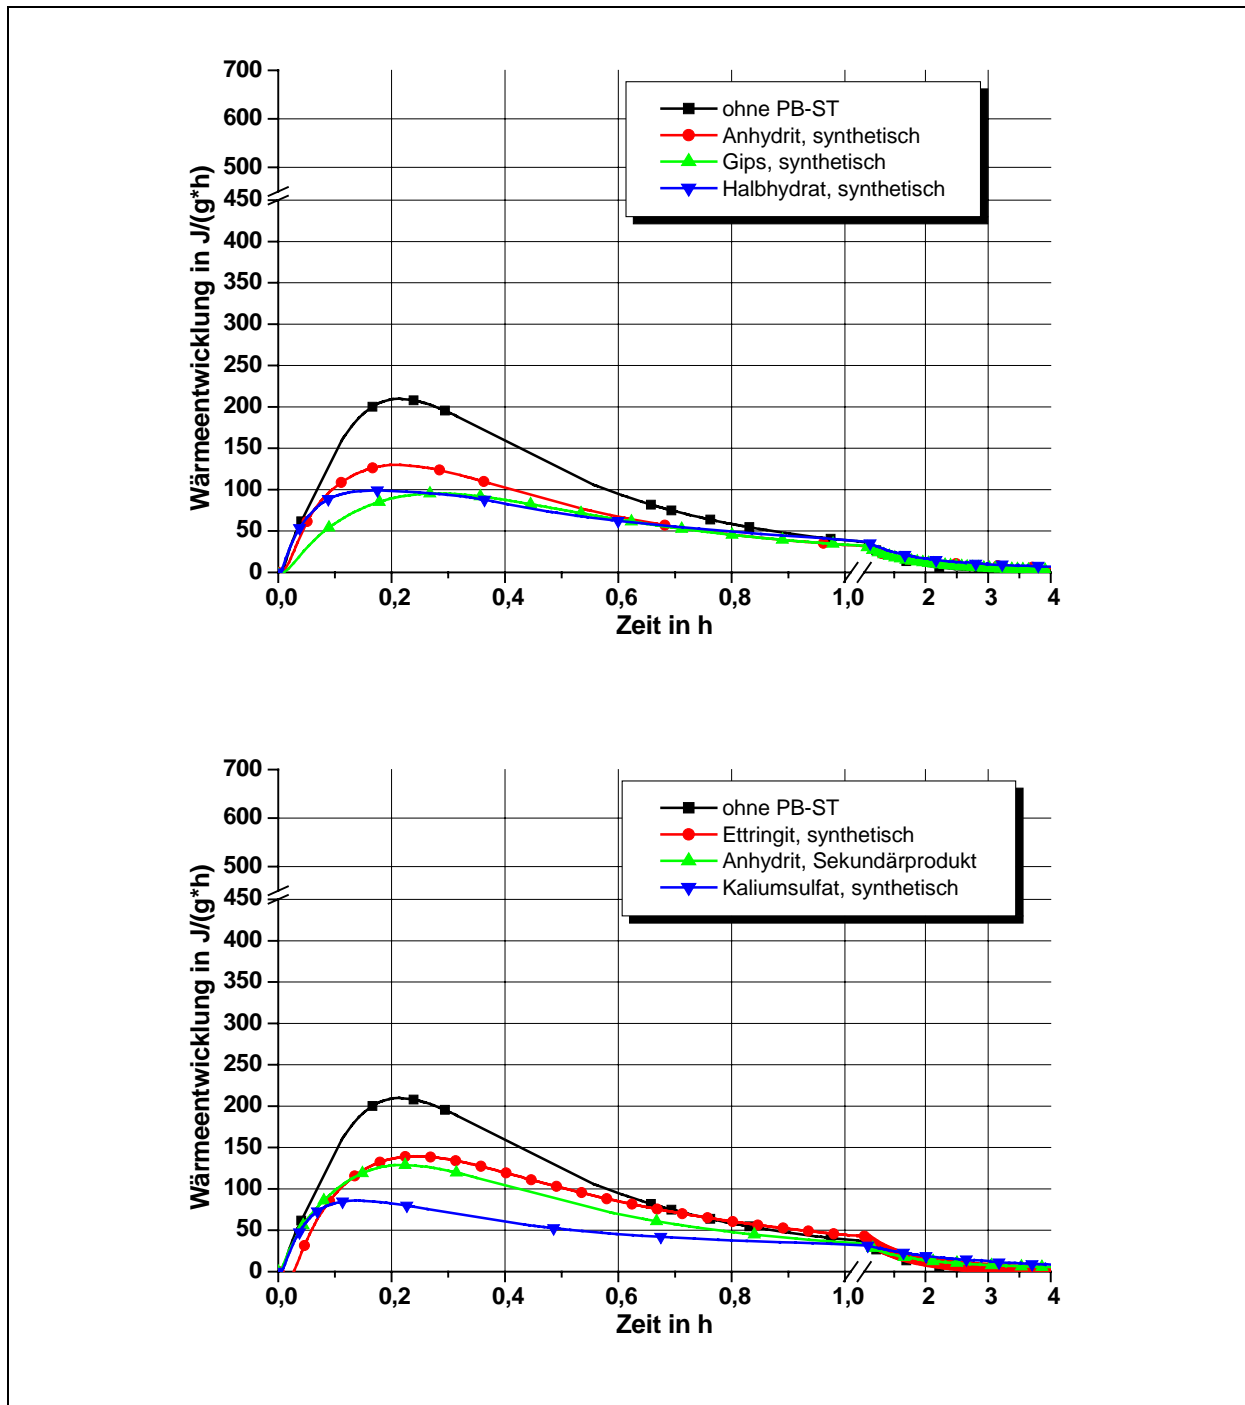 700
600
500
450
400
350
300
250
200
150
100
50
0
Wärmeentwicklung in J/(g*h)
ohne PB-ST
Anhydrit, synthetisch
Gips, synthetisch
Halbhydrat, synthetisch
0,0 0,2 0,4 0,6 0,8 1,0 2 3 4
Zeit in h
700
600
500
450
400
350
300
250
200
150
100
50
0
Wärmeentwicklung in J/(g*h)
ohne PB-ST
Ettringit, synthetisch
Anhydrit, Sekundärprodukt
Kaliumsulfat, synthetisch
0,0 0,2 0,4 0,6 0,8 1,0 2 3 4
Zeit in h